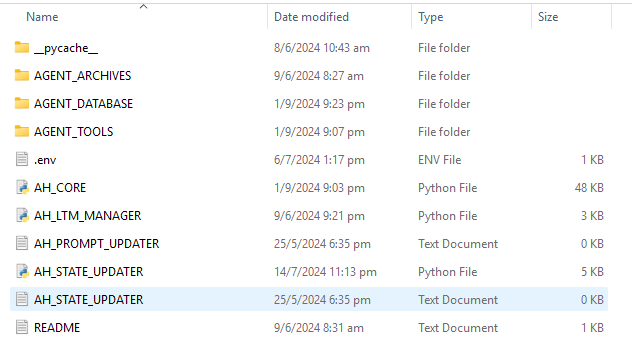 Name Date modified Type Size
__pycache__ 8/6/2024 10:43 am File folder
AGENT_ARCHIVES 9/6/2024 8:27 am File folder
AGENT_DATABASE 1/9/2024 9:23 pm File folder
AGENT_TOOLS 1/9/2024 9:07 pm File folder
.env 6/7/2024 1:17 pm ENV File 1 KB
AH_CORE 1/9/2024 9:03 pm Python File 48 KB
AH_LTM_MANAGER 9/6/2024 9:21 pm Python File 3 KB
AH_PROMPT_UPDATER 25/5/2024 6:35 pm Text Document 0 KB
AH_STATE_UPDATER 14/7/2024 11:13 pm Python File 5 KB
AH_STATE_UPDATER 25/5/2024 6:35 pm Text Document 0 KB
README 9/6/2024 8:31 am Text Document 1 KB